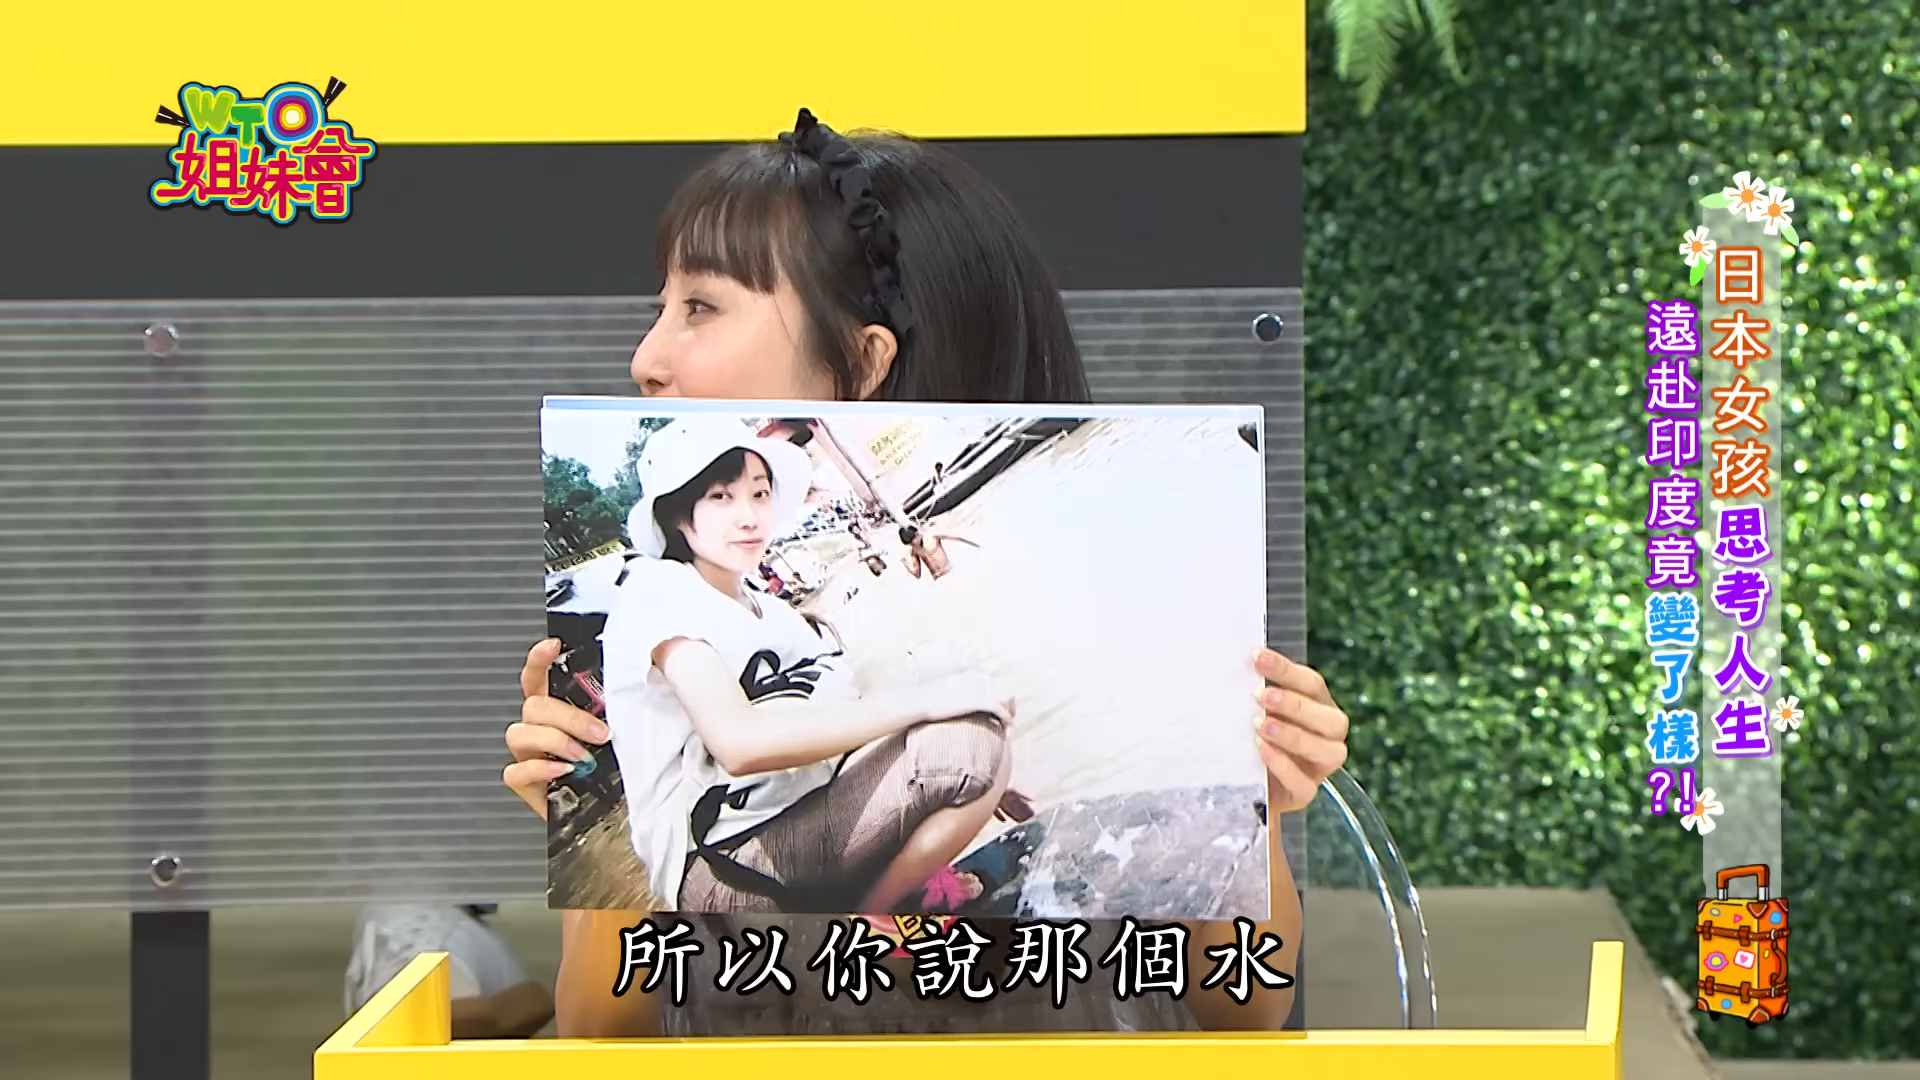 WTO
姐妹會
日本女孩思考人生
遠赴印度竟變了樣?!
所以你說那個水